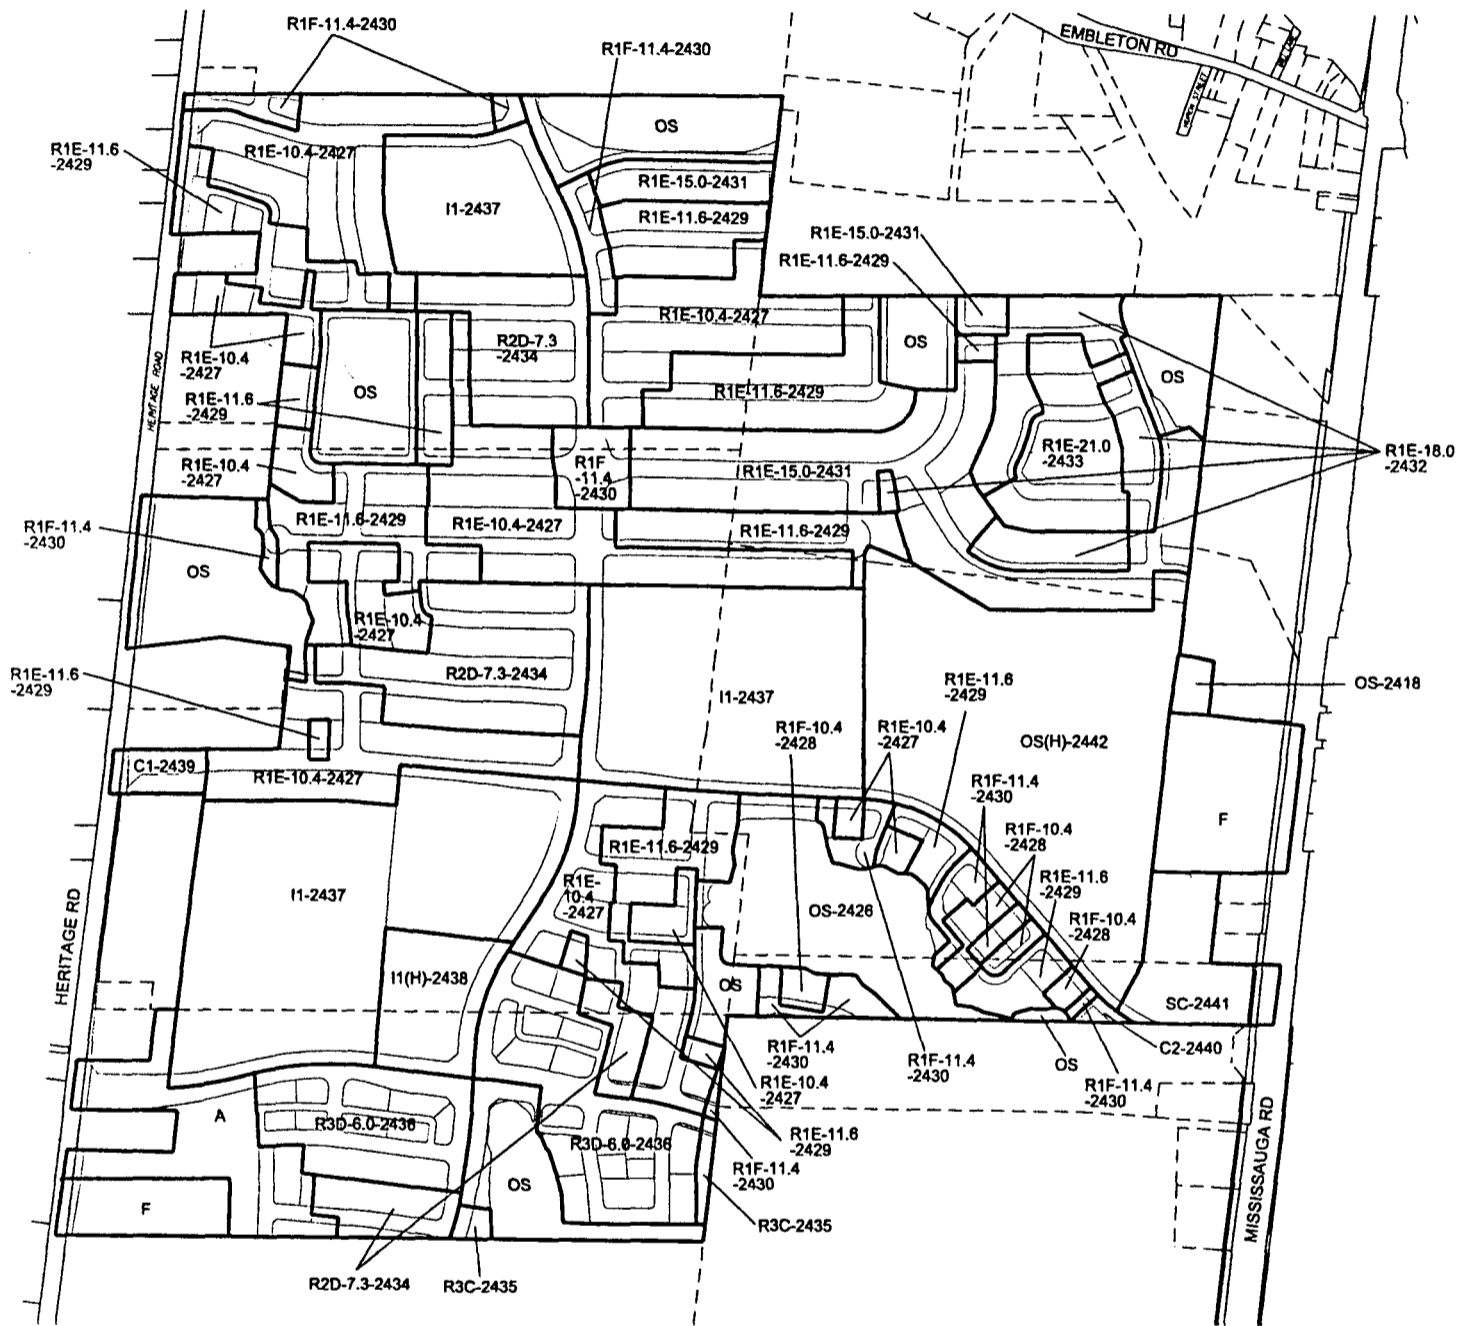 R1F-11.4-2430
R1F-11.4-2430
EMBLETON RD
OS
R1E-11.6
-2429
R1E-10.4-2427
R1E-15.0-2431
I1-2437
R1E-11.6-2429
R1E-15.0-2431
R1E-11.6-2429
R1E-10.4-2427
R2D-7.3
-2434
OS
HERITAGE ROAD
R1E-10.4
-2427
OS
R1E-11.6
-2429
R1E-11.6-2429
OS
R1E-21.0
-2433
R1E-18.0
-2432
R1E-10.4
-2427
R1F
-11.4
-2430
R1E-15.0-2431
R1F-11.4
-2430
R1E-11.6-2429
R1E-10.4-2427
R1E-11.6-2429
OS
R1E-10.4
-2427
R1E-11.6
-2429
R2D-7.3-2434
I1-2437
R1E-11.6
-2429
OS-2418
R1F-10.4
-2428
R1E-10.4
-2427
OS(H)-2442
C1-2439
R1E-10.4-2427
R1F-11.4
-2430
F
R1F-10.4
-2428
R1E-11.6-2429
R1E-11.6
-2429
I1-2437
R1E-
10.4
-2427
OS-2426
R1F-10.4
-2428
HERITAGE RD
I1(H)-2438
OS
SC-2441
R1F-11.4
-2430
R1F-11.4
-2430
OS
C2-2440
R1E-10.4
-2427
R1F-11.4
-2430
A
R3D-6.0-2436
R3D-6.0-2436
R1E-11.6
-2429
MISSISSAUGA RD
R1F-11.4
-2430
F
OS
R3C-2435
R2D-7.3-2434
R3C-2435